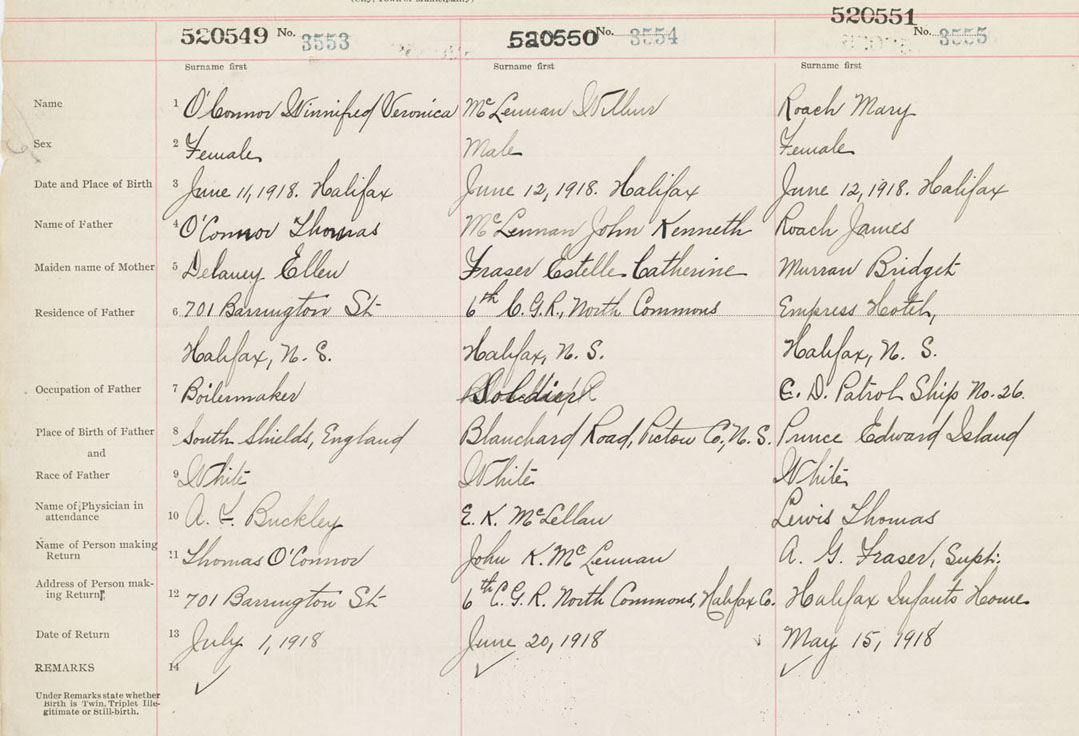 (City, Town or Municipality)
520549 No. 3553 520550 No. 3554 520551 No. 3555
Surname first Surname first Surname first
Name 1 O'Connor Winnifred Veronica McLennan Wilbur Roach Mary
Sex 2 Female Male Female
Date and Place of Birth 3 June 11, 1918. Halifax June 12, 1918. Halifax June 12, 1918. Halifax
Name of Father 4 O'Connor Thomas McLennan John Kenneth Roach James
Maiden name of Mother 5 Delaney Ellen Fraser Estelle Catherine Murran Bridget
Residence of Father 6 701 Barrington St 6th C.G.R., North Commons Empress Hotel,
Halifax, N. S. Halifax, N. S. Halifax, N. S.
Occupation of Father 7 Boilermaker Soldier C. D. Patrol Ship No. 26.
Place of Birth of Father 8 South Shields, England Blanchard Road, Pictou Co., N. S. Prince Edward Island
and
Race of Father 9 White White White
Name of Physician in
attendance 10 A. F. Buckley E. K. McLellan Lewis Thomas
Name of Person making
Return 11 Thomas O'Connor John K. McLennan A. G. Fraser, Supt.
Address of Person mak-
ing Return 12 701 Barrington St 6th C.G.R. North Commons, Halifax Co. Halifax Infants Home
Date of Return 13 July 1, 1918 June 20, 1918 May 15, 1918
REMARKS 14
Under Remarks state whether
Birth is Twin, Triplet Ille-
gitimate or Still-birth.